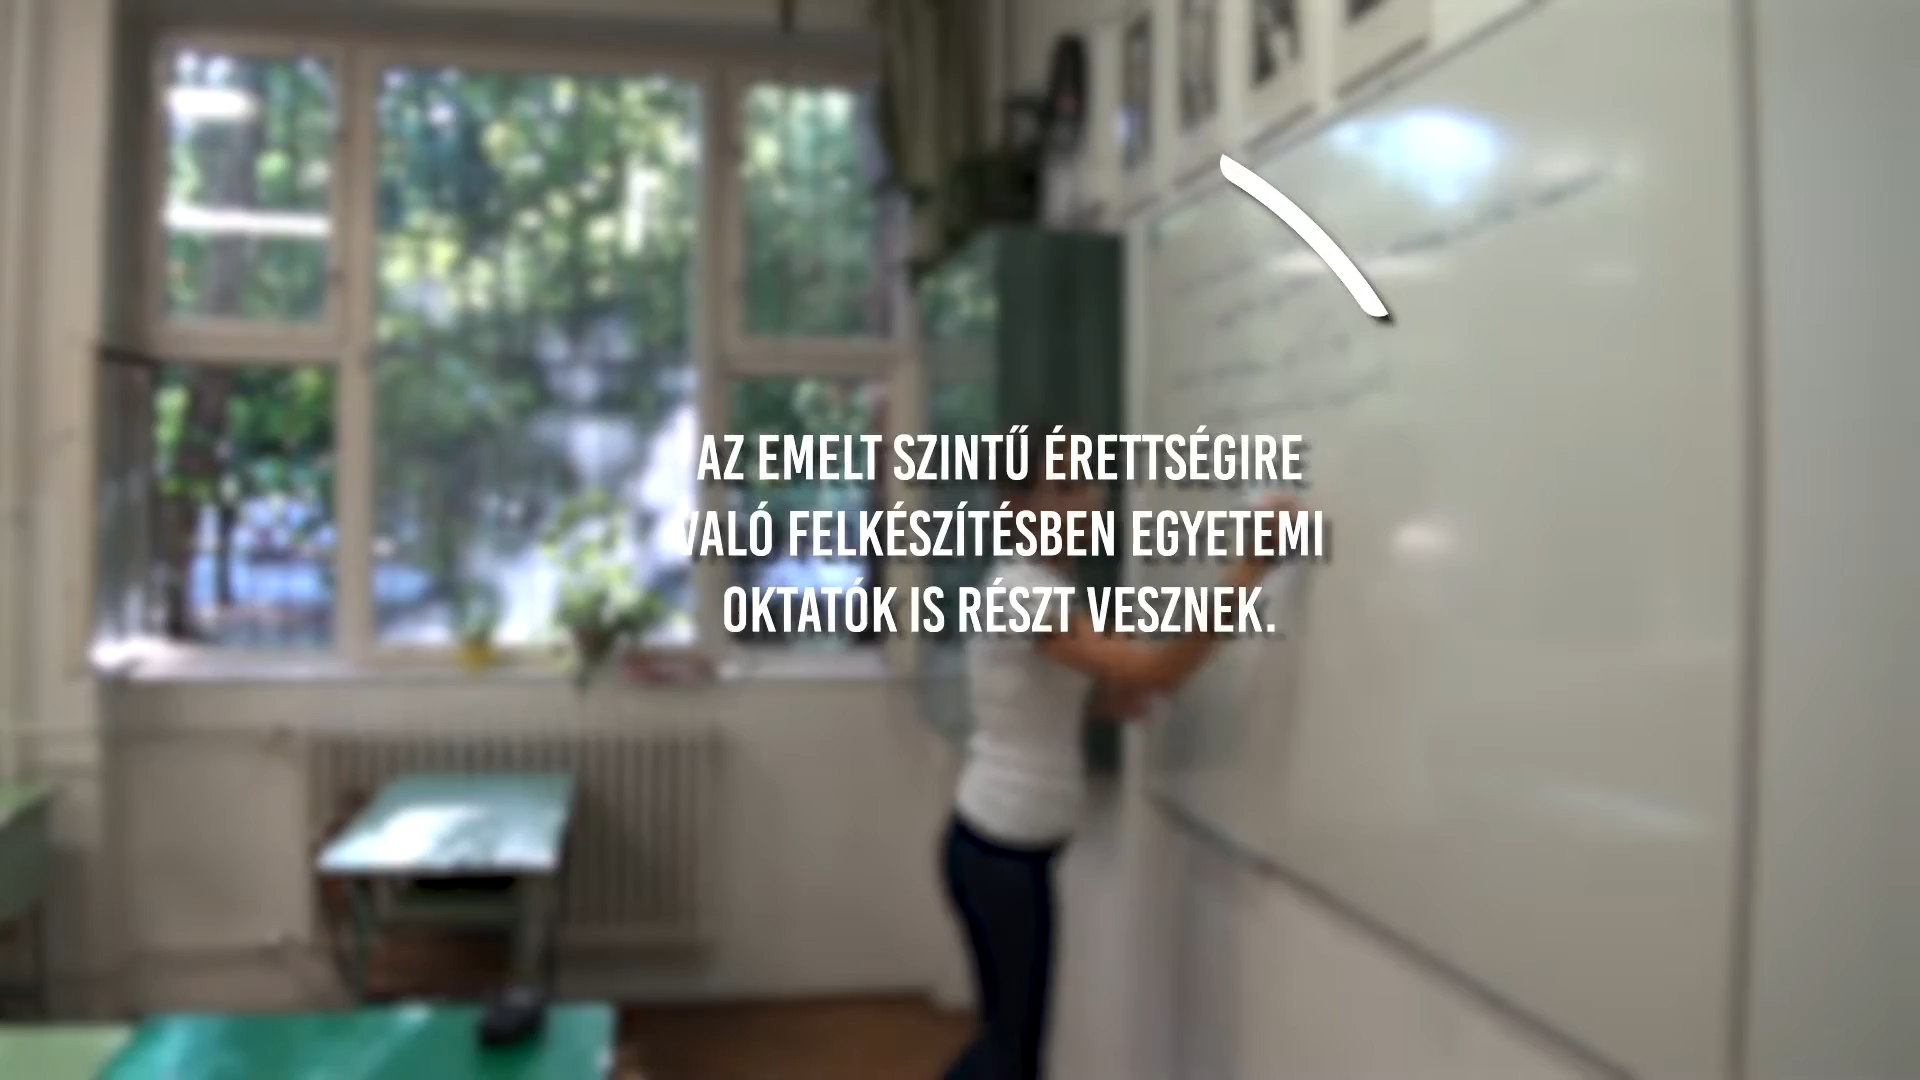 AZ EMELT SZINTŰ ÉRETTSÉGIRE
VALÓ FELKÉSZÍTÉSBEN EGYETEMI
OKTATÓK IS RÉSZT VESZNEK.